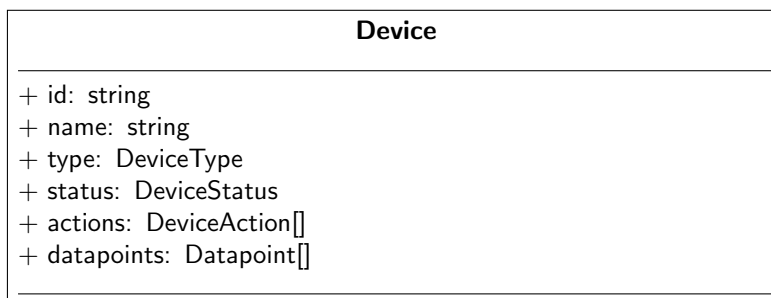 Device
+ id: string
+ name: string
+ type: DeviceType
+ status: DeviceStatus
+ actions: DeviceAction[]
+ datapoints: Datapoint[]